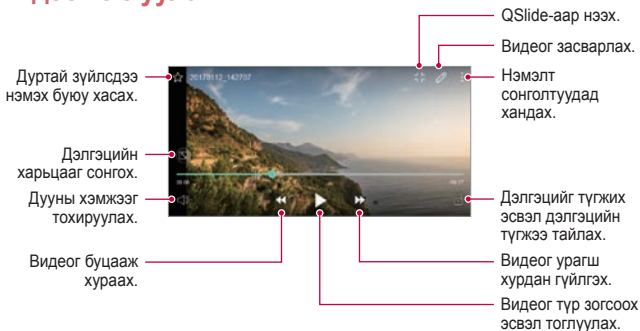 QSlide-аар нээх.
Видеог засварлах.
Дуртай зүйлсдээ
нэмэх буюу хасах.
20170112_142707
Нэмэлт
сонголтуудад
хандах.
Дэлгэцийн
харьцааг сонгох.
Дууны хэмжээг
тохируулах.
Дэлгэцийг түгжих
эсвэл дэлгэцийн
түгжээ тайлах.
Видеог буцааж
хураах.
Видеог урагш
хурдан гүйлгэх.
Видеог түр зогсоох
эсвэл тоглуулах.